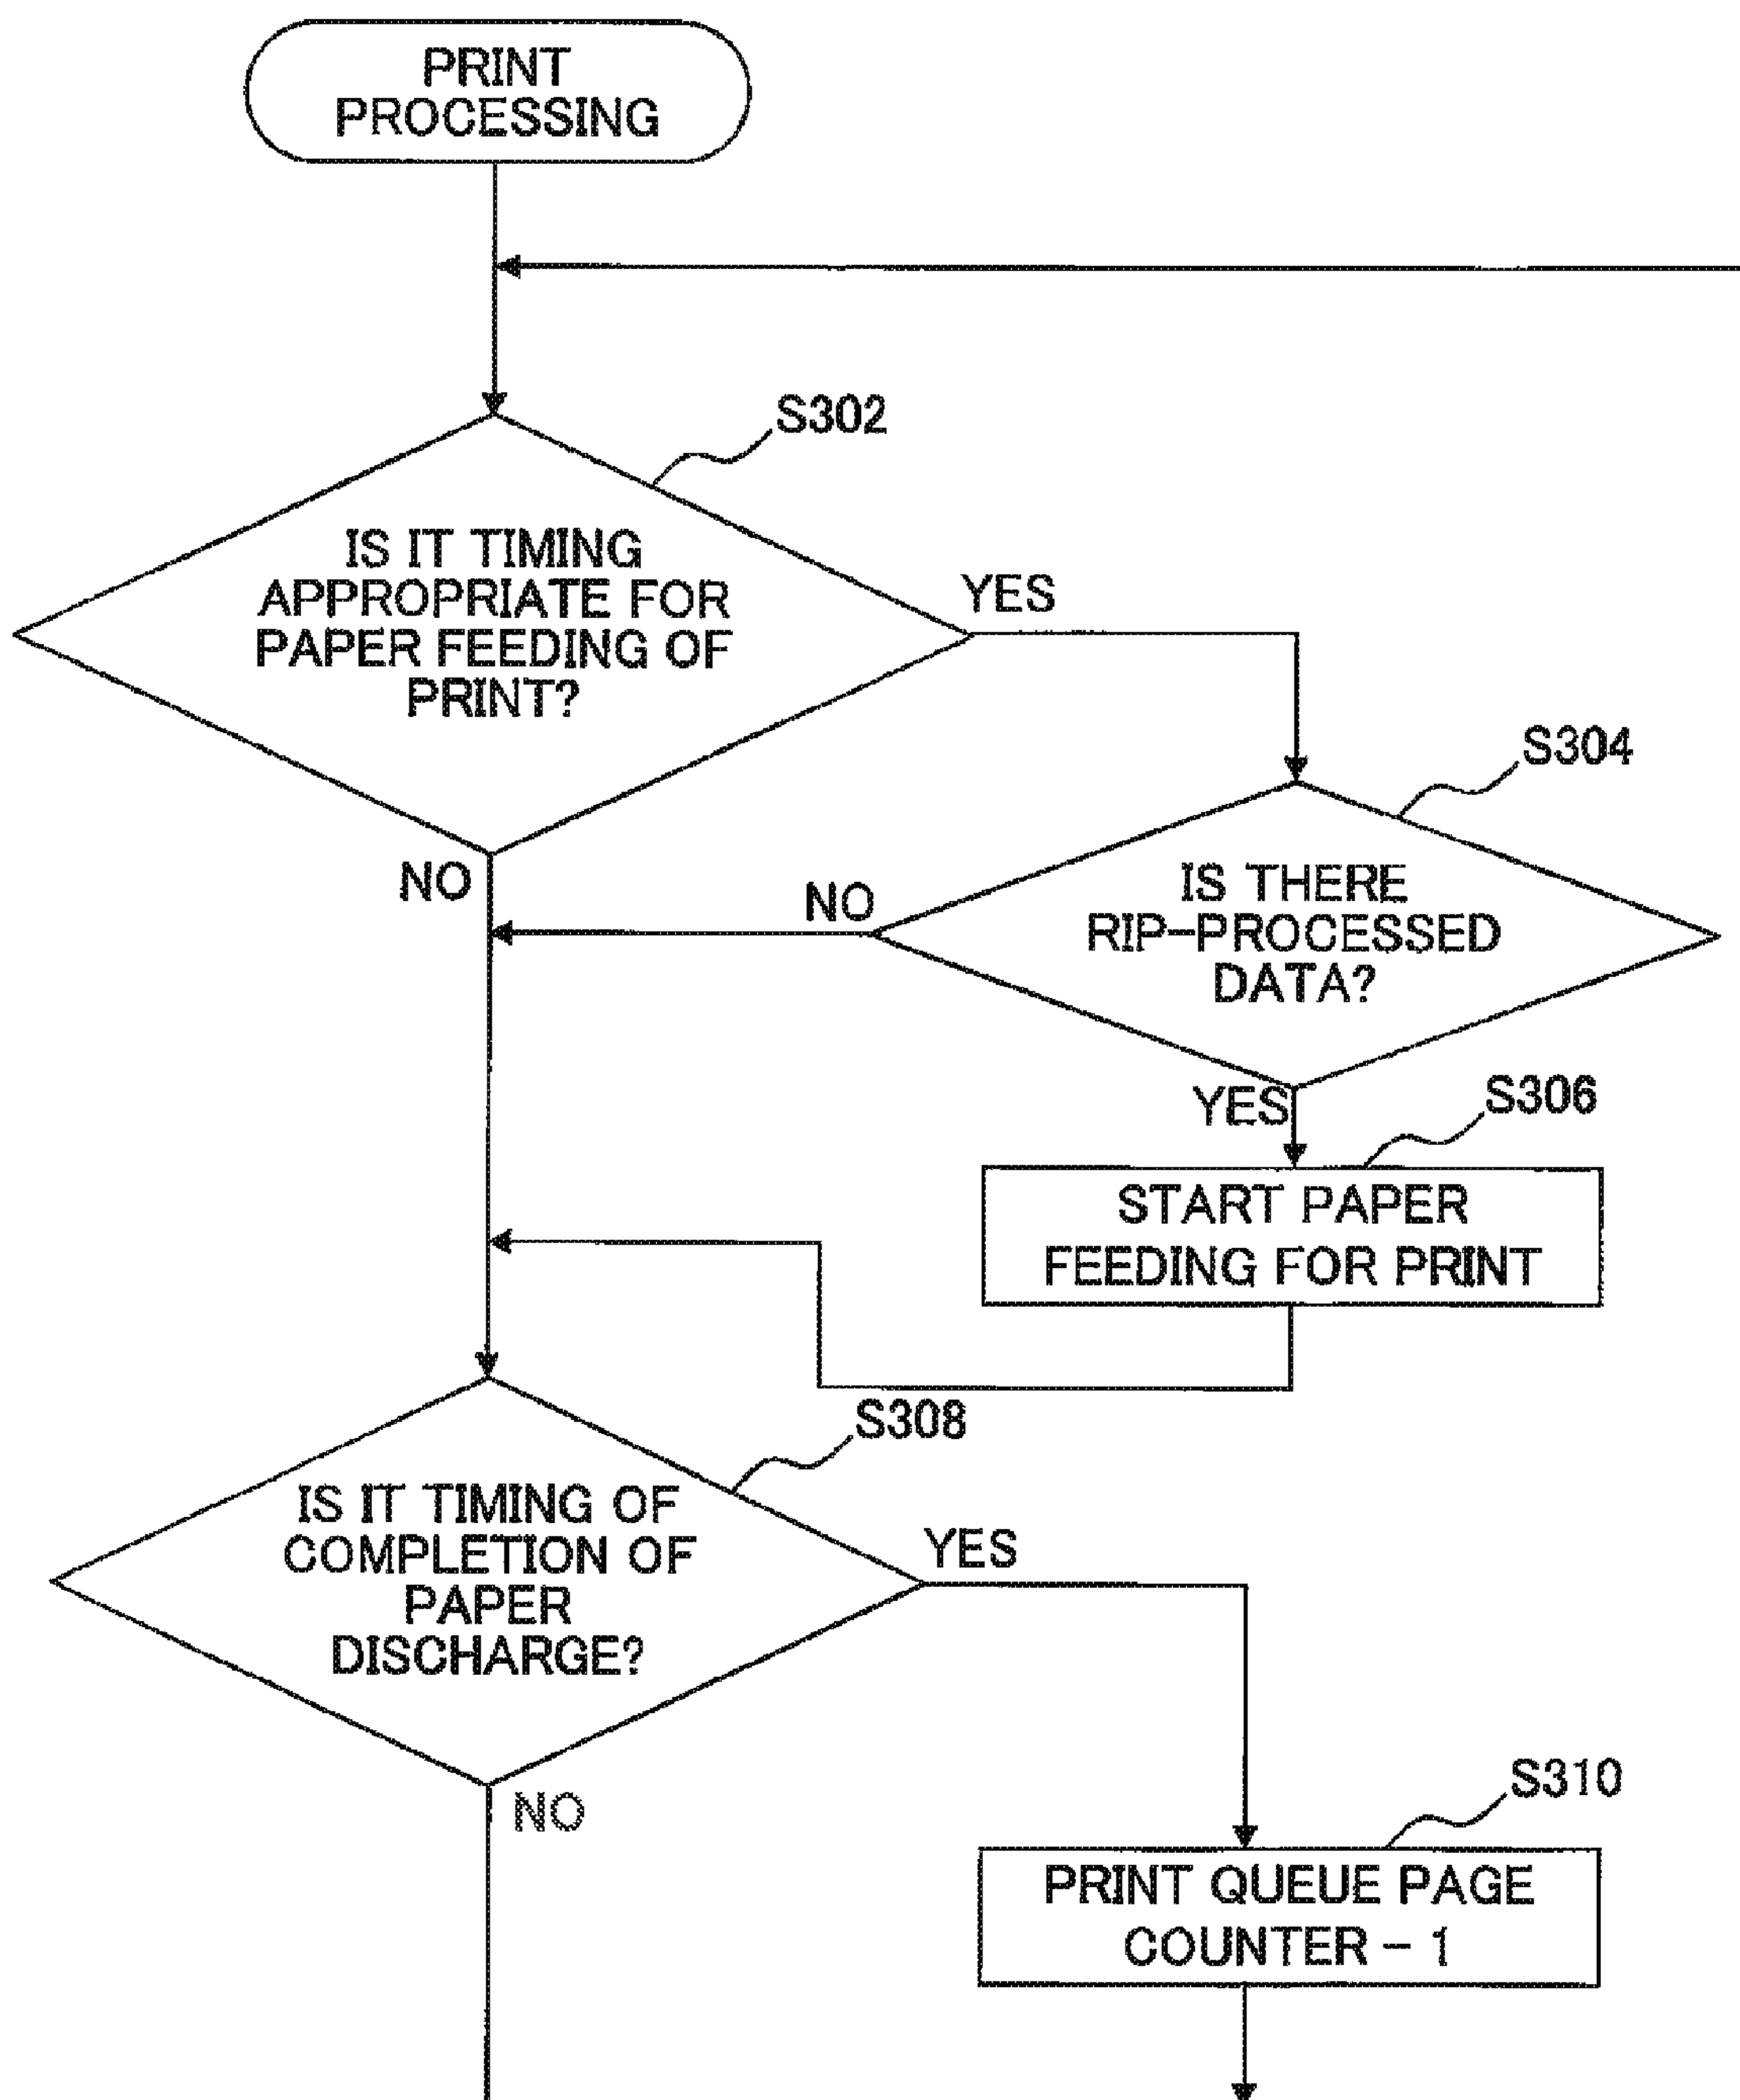 PRINT
PROCESSING
S302
IS IT TIMING
APPROPRIATE FOR
PAPER FEEDING OF
PRINT?
YES
NO
S304
IS THERE
RIP-PROCESSED
DATA?
NO
YES
S306
START PAPER
FEEDING FOR PRINT
S308
IS IT TIMING OF
COMPLETION OF
PAPER
DISCHARGE?
YES
NO
S310
PRINT QUEUE PAGE
COUNTER – 1